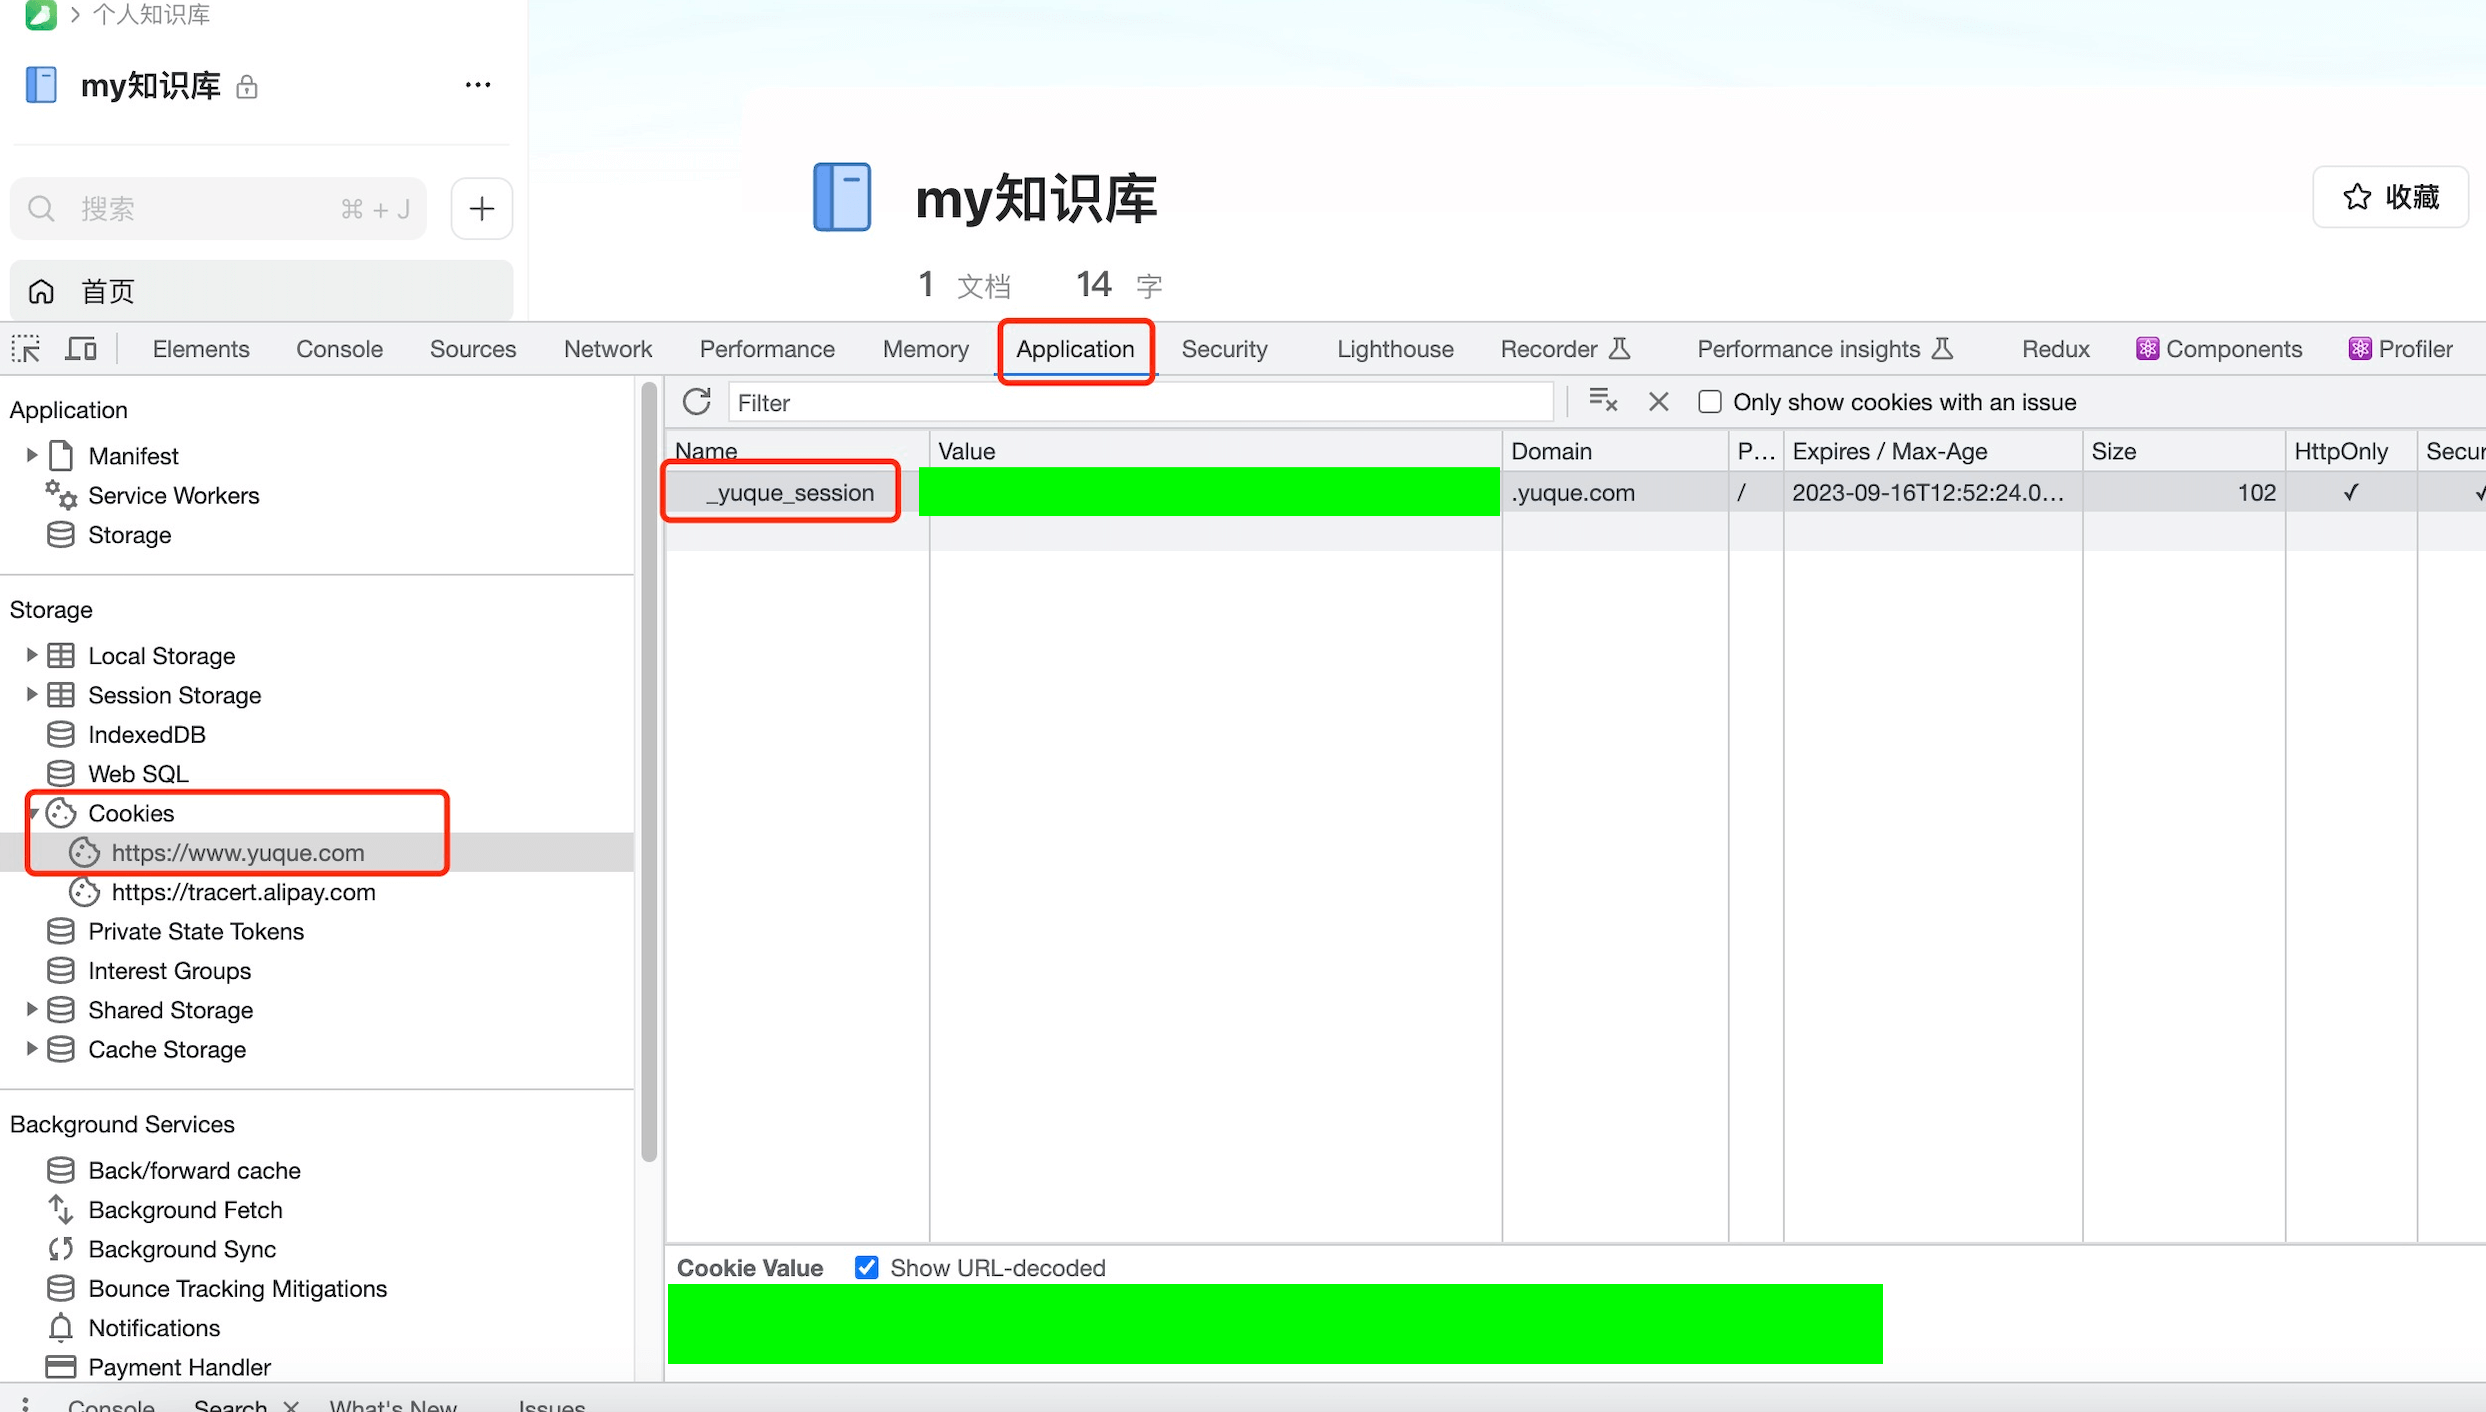 个人知识库
my知识库
搜索 ⌘ + J
首页
my知识库
收藏
1 文档 14 字
Elements Console Sources Network Performance Memory Application Security Lighthouse Recorder Performance insights Redux Components Profiler
Application
Manifest
Service Workers
Storage
Storage
Local Storage
Session Storage
IndexedDB
Web SQL
Cookies
https://www.yuque.com
https://tracert.alipay.com
Private State Tokens
Interest Groups
Shared Storage
Cache Storage
Background Services
Back/forward cache
Background Fetch
Background Sync
Bounce Tracking Mitigations
Notifications
Payment Handler
Filter Only show cookies with an issue
Name Value Domain P... Expires / Max-Age Size HttpOnly Secur
_yuque_session .yuque.com / 2023-09-16T12:52:24.0... 102 ✓ ✓
Cookie Value Show URL-decoded
Console Search What's New Issues